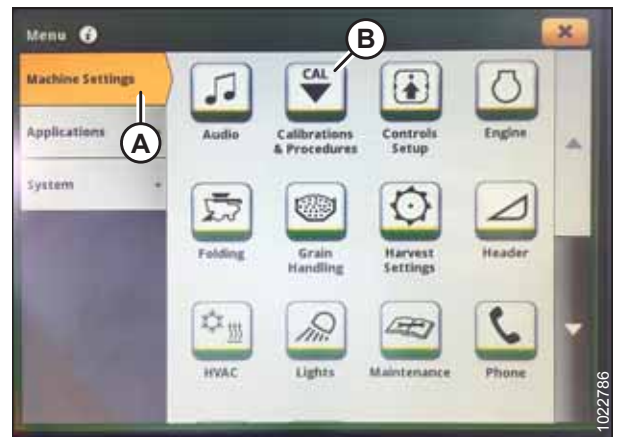 Menu
B
Machine Settings
A
Applications
System
CAL
Audio
Calibrations
& Procedures
Controls
Setup
Engine
Folding
Grain
Handling
Harvest
Settings
Header
HVAC
Lights
Maintenance
Phone
1022786